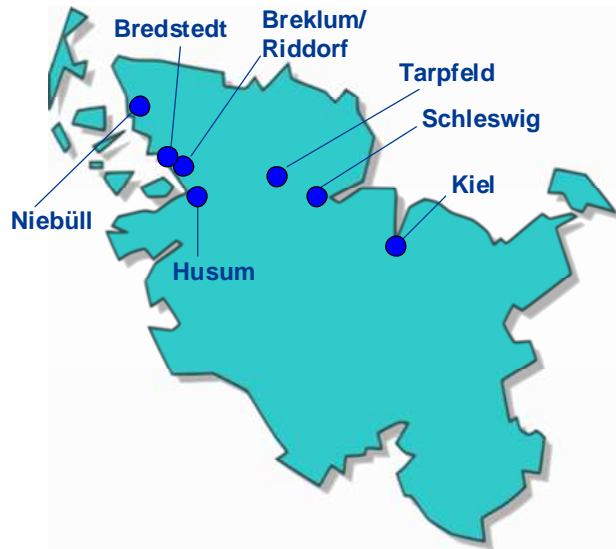 Bredstedt
Breklum/
Riddorf
Tarpfeld
Schleswig
Kiel
Niebüll
Husum